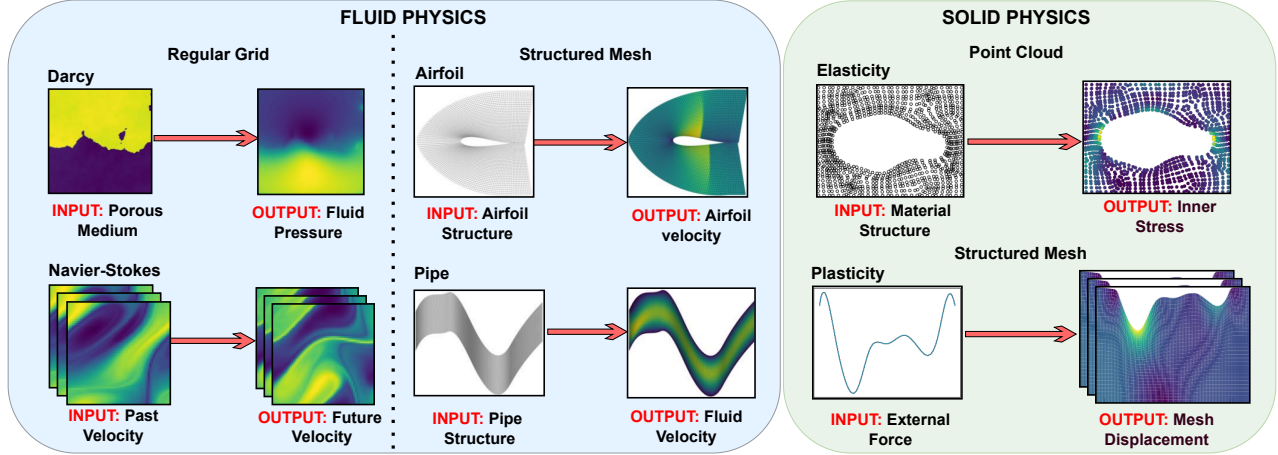 FLUID PHYSICS
Regular Grid
Darcy
INPUT: Porous
Medium
OUTPUT: Fluid
Pressure
Navier-Stokes
INPUT: Past
Velocity
OUTPUT: Future
Velocity
Structured Mesh
Airfoil
INPUT: Airfoil
Structure
OUTPUT: Airfoil
velocity
Pipe
INPUT: Pipe
Structure
OUTPUT: Fluid
Velocity
SOLID PHYSICS
Point Cloud
Elasticity
INPUT: Material
Structure
OUTPUT: Inner
Stress
Structured Mesh
Plasticity
INPUT: External
Force
OUTPUT: Mesh
Displacement